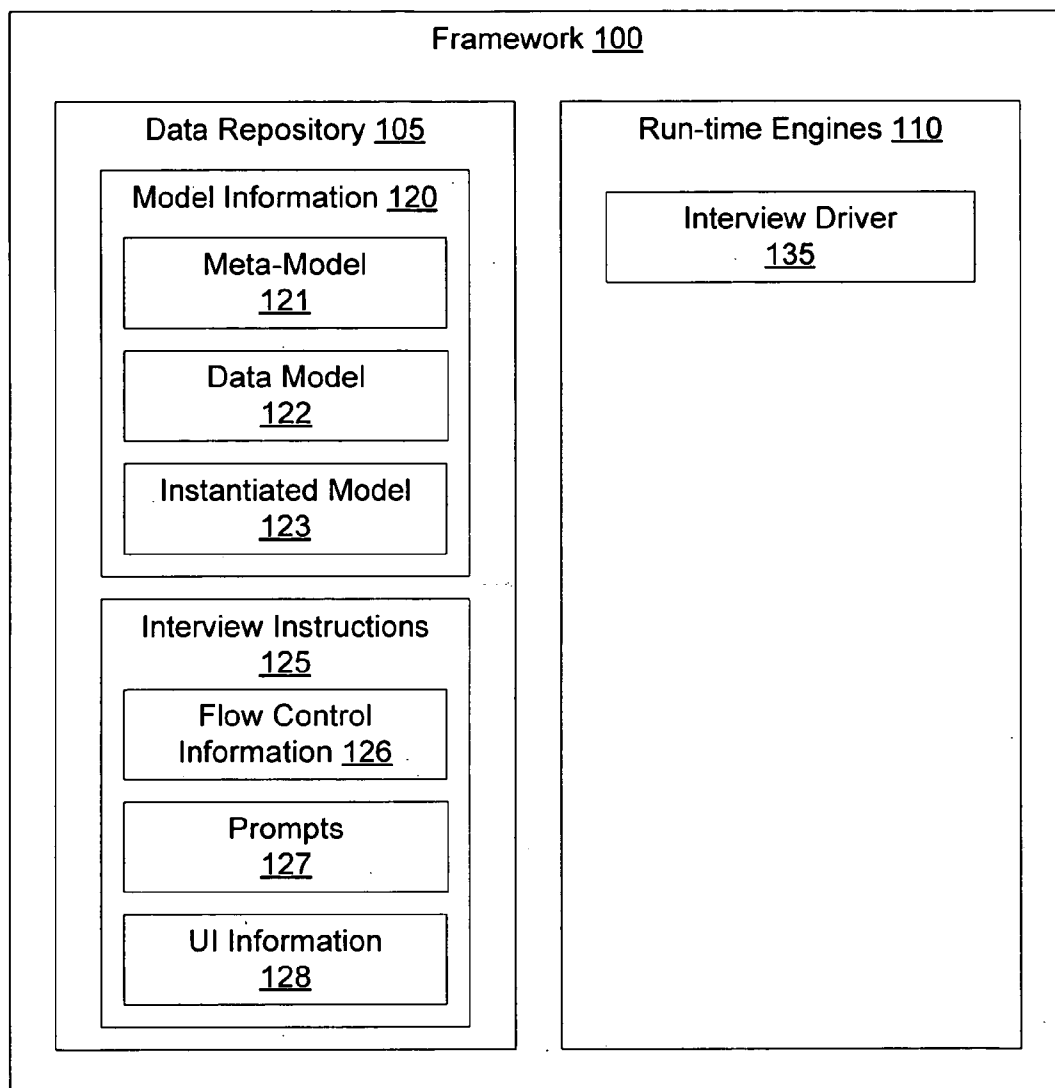 Framework 100
Data Repository 105
Model Information 120
Meta-Model
121
Data Model
122
Instantiated Model
123
Interview Instructions
125
Flow Control
Information 126
Prompts
127
UI Information
128
Run-time Engines 110
Interview Driver
135